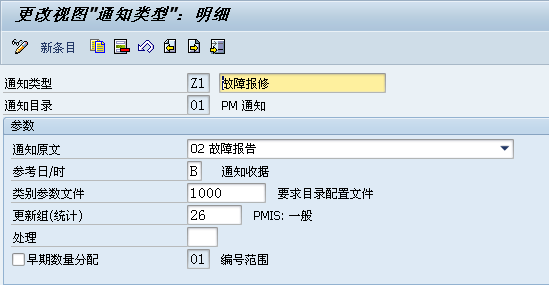 更改视图"通知类型": 明细
新条目
通知类型 Z1 故障报修
通知目录 01 PM 通知
参数
通知原文 02 故障报告
参考日/时 B 通知收据
类别参数文件 1000 要求目录配置文件
更新组(统计) 26 PMIS: 一般
处理
早期数量分配 01 编号范围